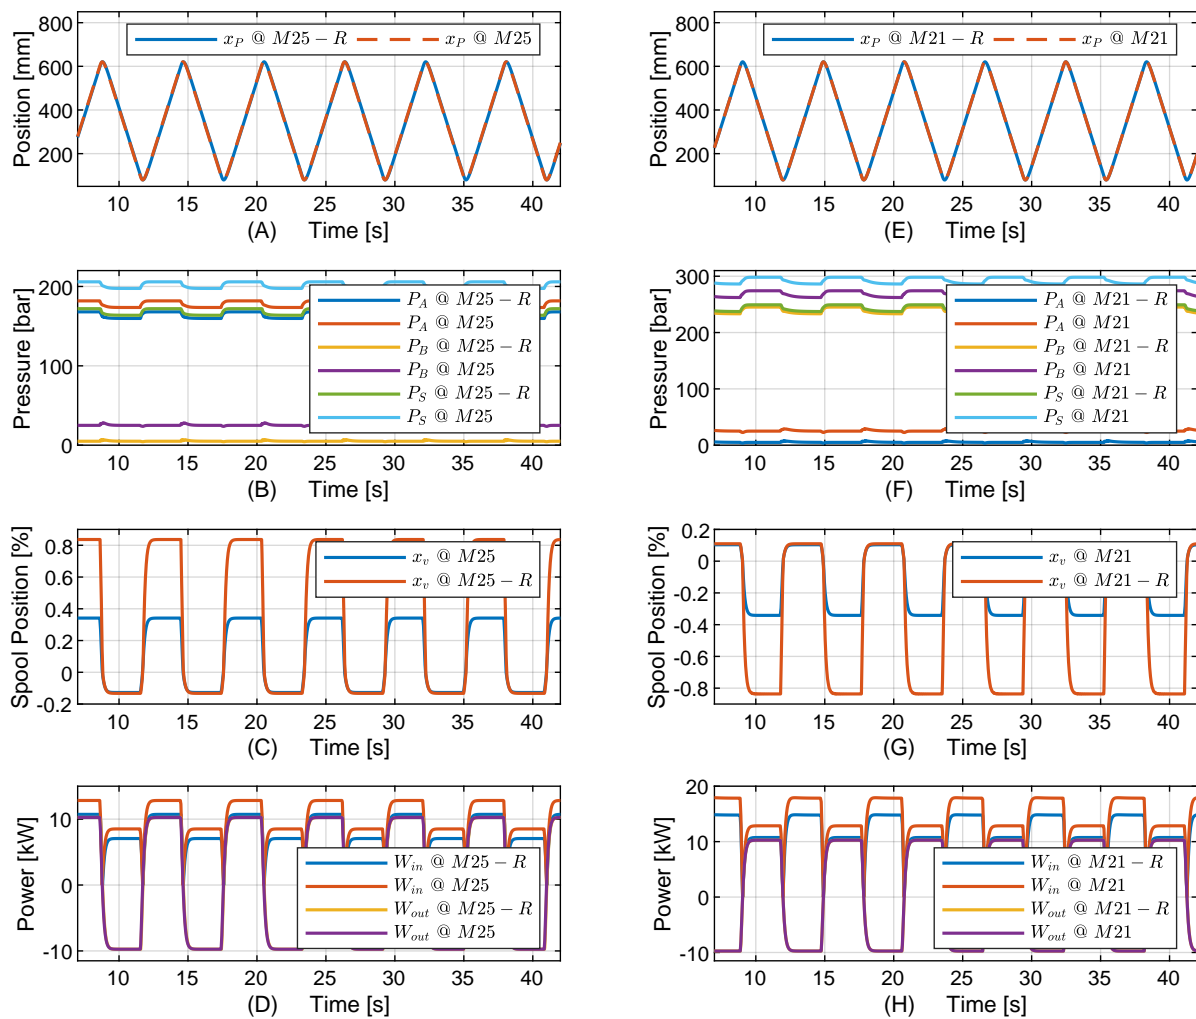 x_P @ M25−R x_P @ M25
Position [mm]
800
600
400
200
10 15 20 25 30 35 40
(A) Time [s]
x_P @ M21−R x_P @ M21
Position [mm]
800
600
400
200
10 15 20 25 30 35 40
(E) Time [s]
Pressure [bar]
200
100
0
P_A @ M25−R
P_A @ M25
P_B @ M25−R
P_B @ M25
P_S @ M25−R
P_S @ M25
10 15 20 25 30 35 40
(B) Time [s]
Pressure [bar]
300
200
100
0
P_A @ M21−R
P_A @ M21
P_B @ M21−R
P_B @ M21
P_S @ M21−R
P_S @ M21
10 15 20 25 30 35 40
(F) Time [s]
Spool Position [%]
0.8
0.6
0.4
0.2
0
-0.2
x_v @ M25
x_v @ M25−R
10 15 20 25 30 35 40
(C) Time [s]
Spool Position [%]
0.2
0
-0.2
-0.4
-0.6
-0.8
x_v @ M21
x_v @ M21−R
10 15 20 25 30 35 40
(G) Time [s]
Power [kW]
10
0
-10
W_in @ M25−R
W_in @ M25
W_out @ M25−R
W_out @ M25
10 15 20 25 30 35 40
(D) Time [s]
Power [kW]
20
10
0
-10
W_in @ M21−R
W_in @ M21
W_out @ M21−R
W_out @ M21
10 15 20 25 30 35 40
(H) Time [s]